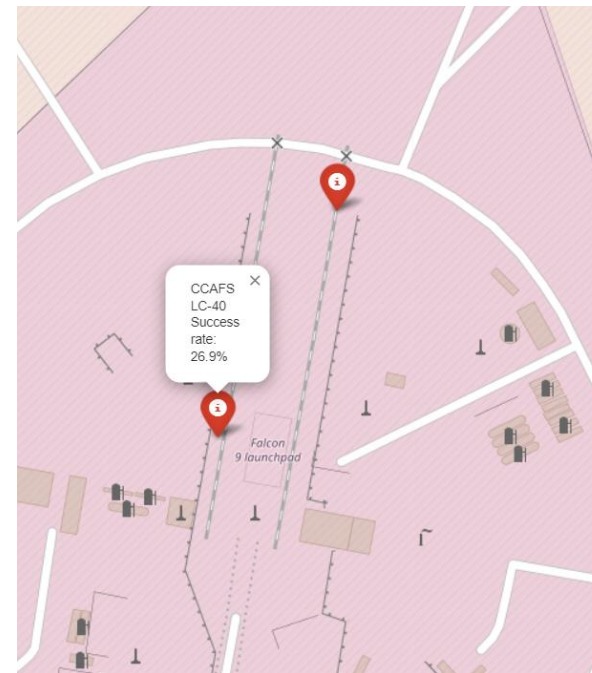 i
CCAFS
LC-40
Success
rate:
26.9%
i
Falcon
9 launchpad